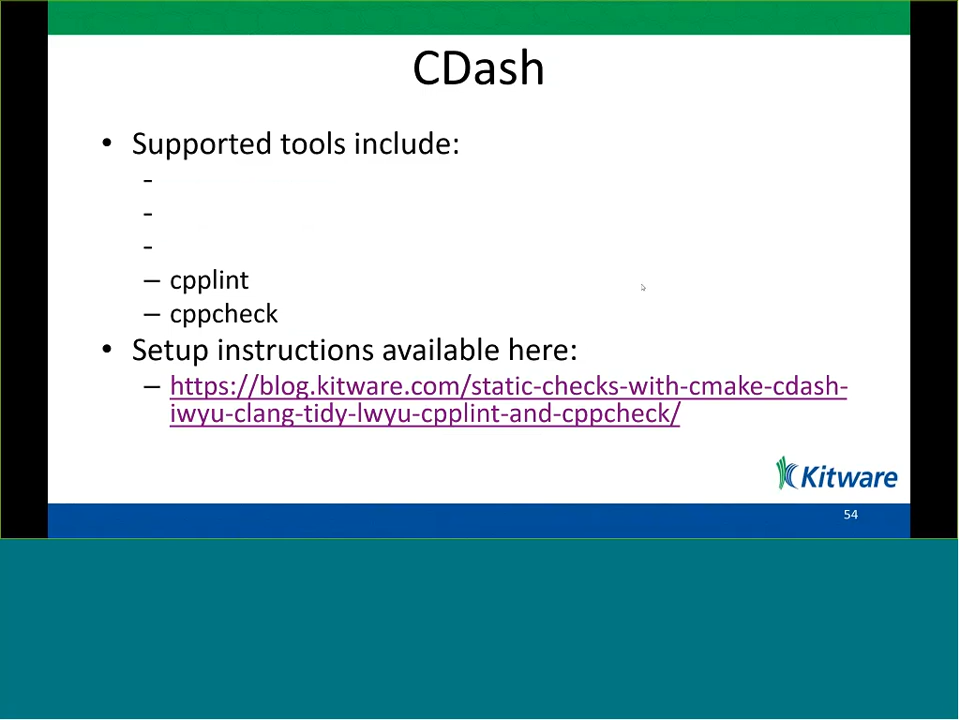 CDash
• Supported tools include:
-
-
-
– cpplint
– cppcheck
• Setup instructions available here:
– https://blog.kitware.com/static-checks-with-cmake-cdash-
iwyu-clang-tidy-lwyu-cpplint-and-cppcheck/
Kitware
54